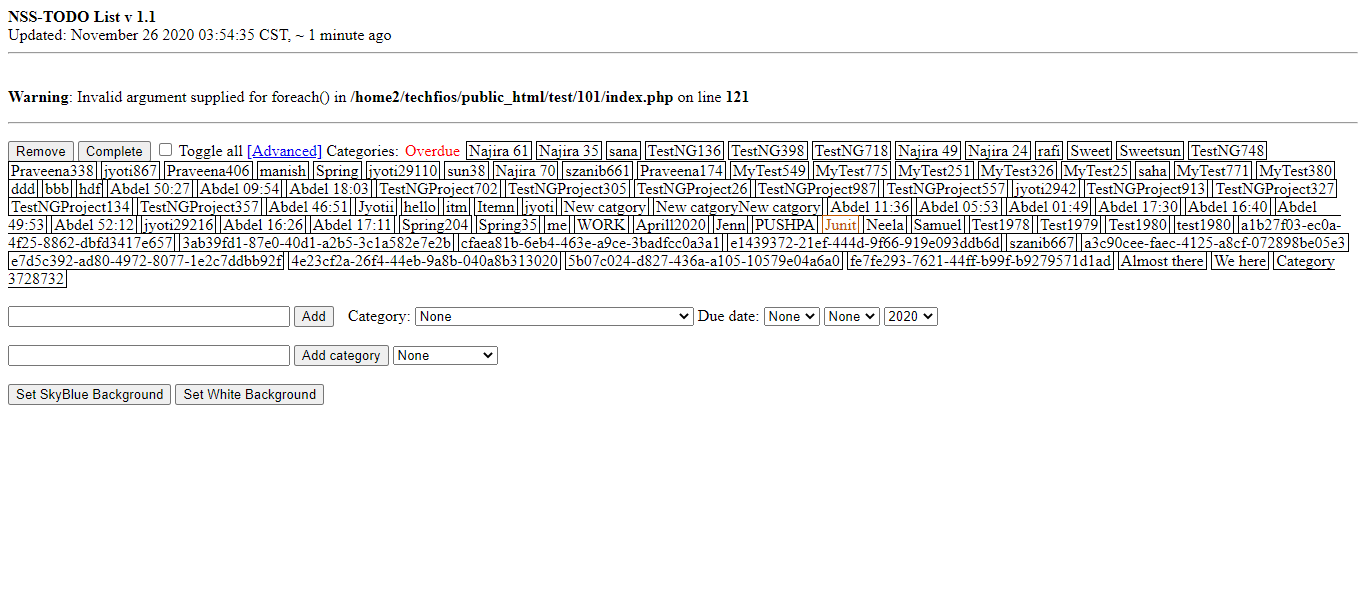 NSS-TODO List v 1.1
Updated: November 26 2020 03:54:35 CST, ~ 1 minute ago
Warning: Invalid argument supplied for foreach() in /home2/techfios/public_html/test/101/index.php on line 121
Remove Complete Toggle all [Advanced] Categories: Overdue Najira 61 Najira 35 sana TestNG136 TestNG398 TestNG718 Najira 49 Najira 24 rafi Sweet Sweetsun TestNG748
Praveena338 jyoti867 Praveena406 manish Spring jyoti29110 sun38 Najira 70 szanib661 Praveena174 MyTest549 MyTest775 MyTest251 MyTest326 MyTest25 saha MyTest771 MyTest380
ddd bbb hdf Abdel 50:27 Abdel 09:54 Abdel 18:03 TestNGProject702 TestNGProject305 TestNGProject26 TestNGProject987 TestNGProject557 jyoti2942 TestNGProject913 TestNGProject327
TestNGProject134 TestNGProject357 Abdel 46:51 Jyotii hello itm Itemn jyoti New catgory New catgoryNew catgory Abdel 11:36 Abdel 05:53 Abdel 01:49 Abdel 17:30 Abdel 16:40 Abdel
49:53 Abdel 52:12 jyoti29216 Abdel 16:26 Abdel 17:11 Spring204 Spring35 me WORK Aprill2020 Jenn PUSHPA Junit Neela Samuel Test1978 Test1979 Test1980 test1980 a1b27f03-ec0a-
4f25-8862-dbfd3417e657 3ab39fd1-87e0-40d1-a2b5-3c1a582e7e2b cfaea81b-6eb4-463e-a9ce-3badfcc0a3a1 e1439372-21ef-444d-9f66-919e093ddb6d szanib667 a3c90cee-faec-4125-a8cf-072898be05e3
e7d5c392-ad80-4972-8077-1e2c7ddbb92f 4e23cf2a-26f4-44eb-9a8b-040a8b313020 5b07c024-d827-436a-a105-10579e04a6a0 fe7fe293-7621-44ff-b99f-b9279571d1ad Almost there We here Category
3728732
Add Category: None Due date: None None 2020
Add category None
Set SkyBlue Background Set White Background